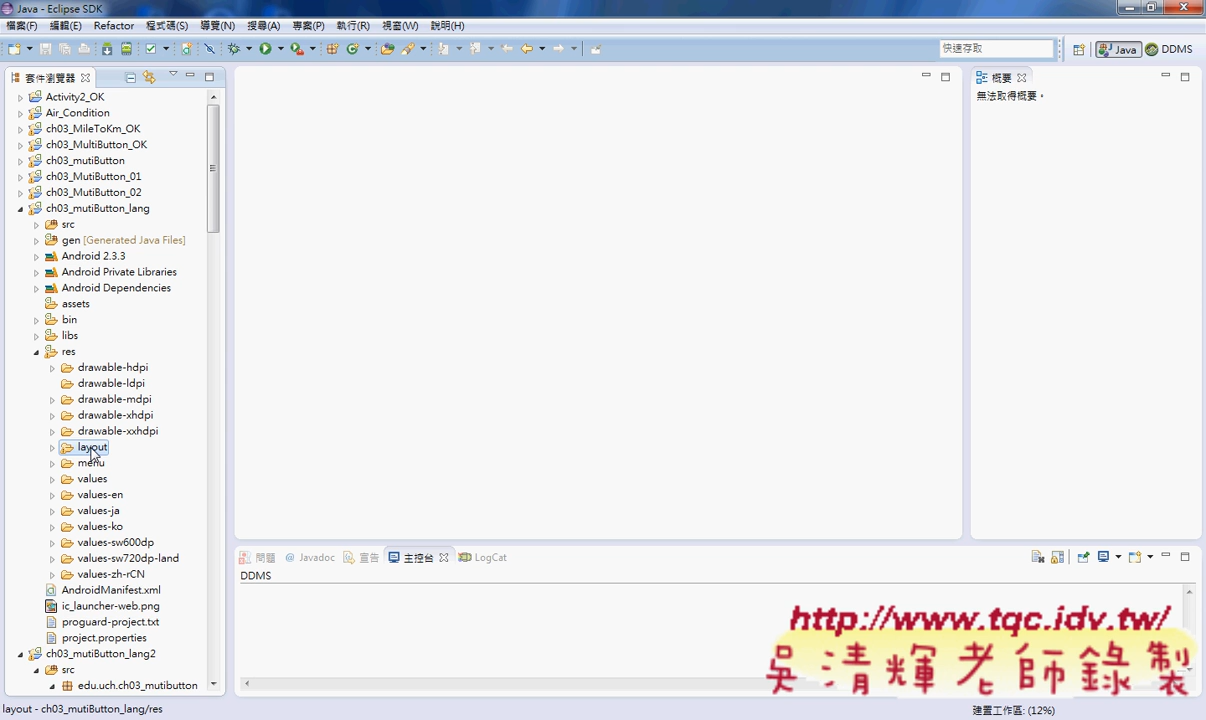 Java - Eclipse SDK
檔案(F) 編輯(E) Refactor 程式碼(S) 導覽(N) 搜尋(A) 專案(P) 執行(R) 視窗(W) 說明(H)
快速存取 Java DDMS
套件瀏覽器
Activity2_OK
Air_Condition
ch03_MileToKm_OK
ch03_MultiButton_OK
ch03_mutiButton
ch03_MutiButton_01
ch03_MutiButton_02
ch03_mutiButton_lang
src
gen [Generated Java Files]
Android 2.3.3
Android Private Libraries
Android Dependencies
assets
bin
libs
res
drawable-hdpi
drawable-ldpi
drawable-mdpi
drawable-xhdpi
drawable-xxhdpi
layout
menu
values
values-en
values-ja
values-ko
values-sw600dp
values-sw720dp-land
values-zh-rCN
AndroidManifest.xml
ic_launcher-web.png
proguard-project.txt
project.properties
ch03_mutiButton_lang2
src
edu.uch.ch03_mutibutton
概要
無法取得概要。
問題 Javadoc 宣告 主控台 LogCat
DDMS
http://www.tqc.idv.tw/
吳清輝老師錄製
layout - ch03_mutiButton_lang/res
建置工作區: (12%)